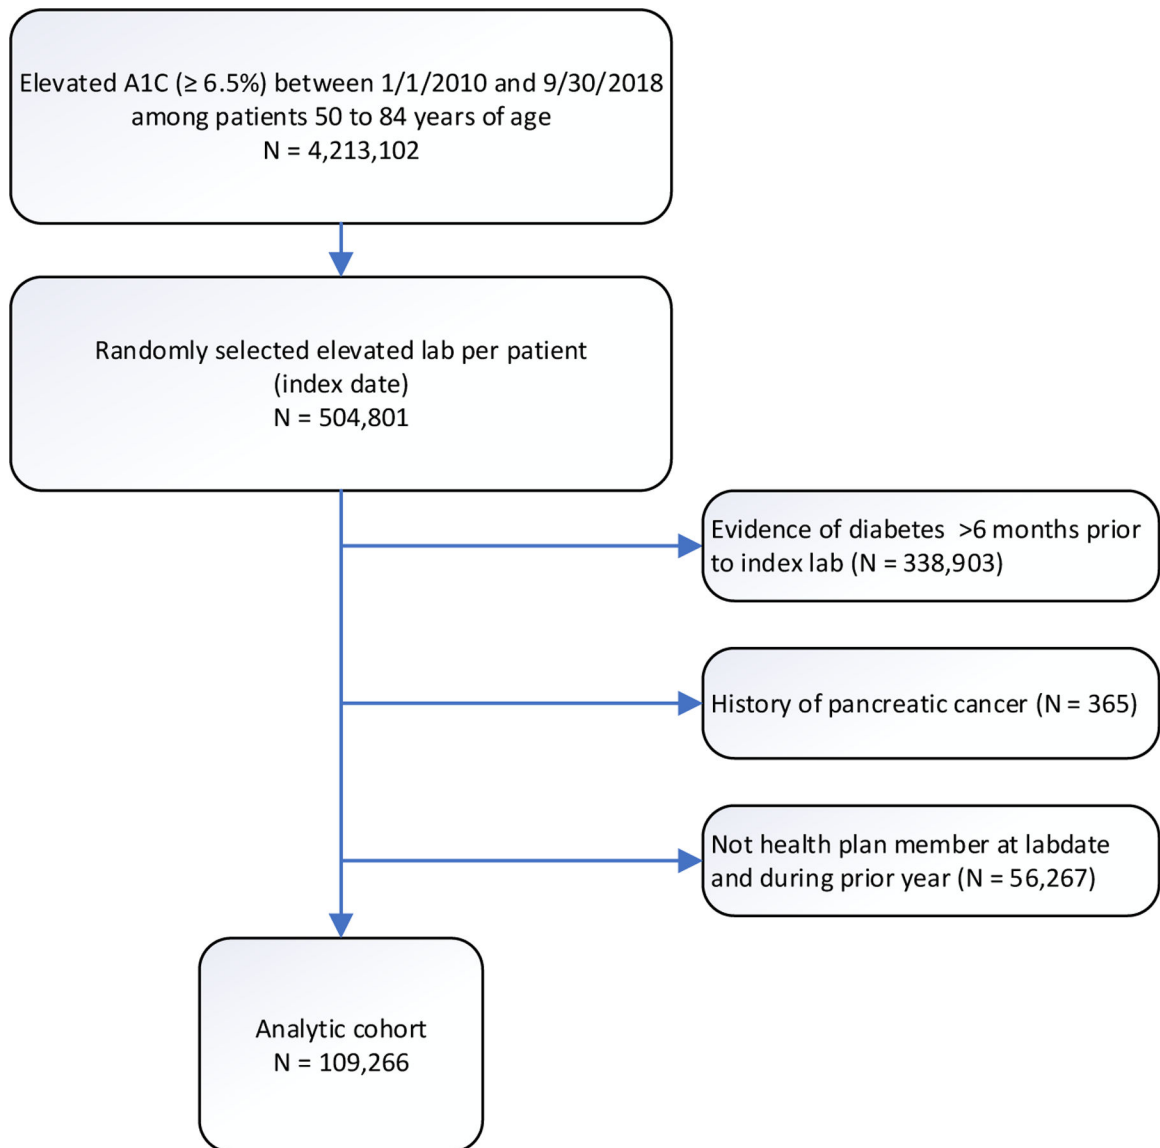 Elevated A1C (≥ 6.5%) between 1/1/2010 and 9/30/2018
among patients 50 to 84 years of age
N = 4,213,102
Randomly selected elevated lab per patient
(index date)
N = 504,801
Evidence of diabetes  >6 months prior
to index lab (N = 338,903)
History of pancreatic cancer (N = 365)
Not health plan member at labdate
and during prior year (N = 56,267)
Analytic cohort
N = 109,266